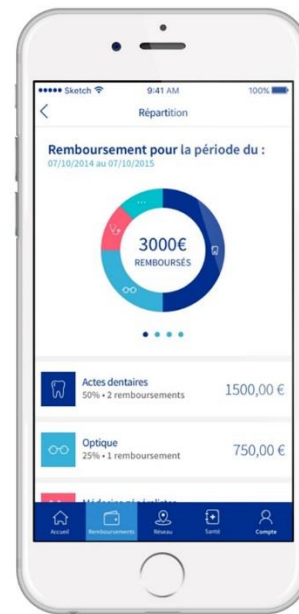 Sketch 9:41 AM 100%
Répartition
Remboursement pour la période du :
07/10/2014 au 07/10/2015
3000€
REMBOURSÉS
Actes dentaires
50% • 2 remboursements
1500,00 €
Optique
25% • 1 remboursement
750,00 €
Médecins généralistes
Accueil Remboursements Réseau Santé Compte